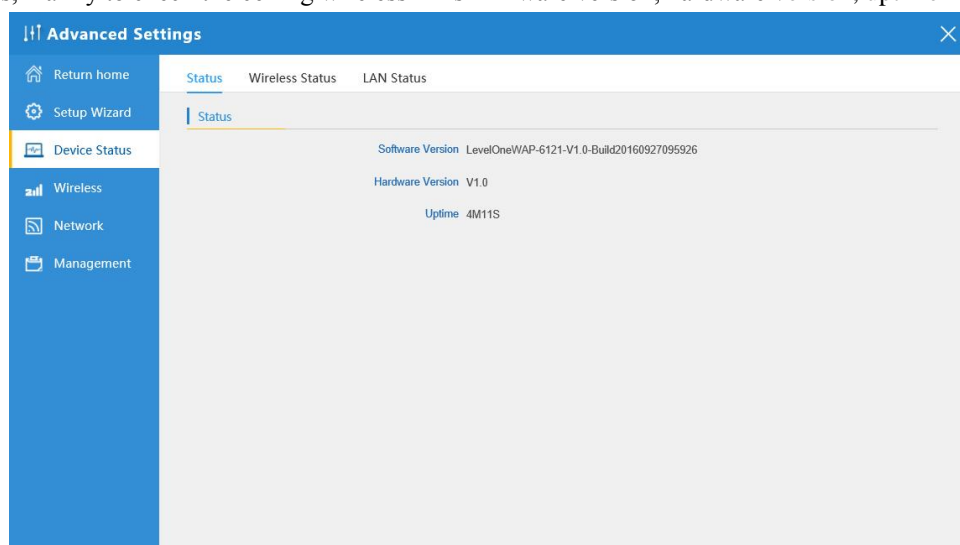 Advanced Settings
Return home
Setup Wizard
Device Status
Wireless
Network
Management
Status Wireless Status LAN Status
Status
Software Version LevelOneWAP-6121-V1.0-Build20160927095926
Hardware Version V1.0
Uptime 4M11S